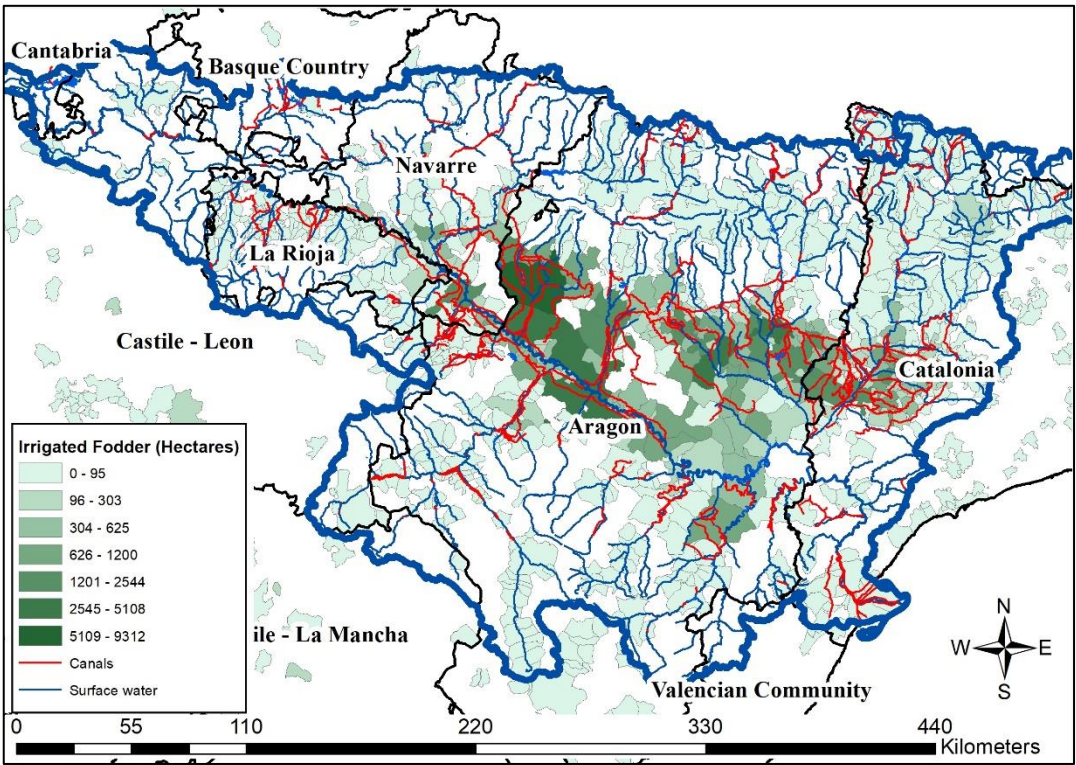 Cantabria
Basque Country
Navarre
La Rioja
Castile - Leon
Catalonia
Aragon
Irrigated Fodder (Hectares)
0 - 95
96 - 303
304 - 625
626 - 1200
1201 - 2544
2545 - 5108
5109 - 9312
Canals
Surface water
ile - La Mancha
Valencian Community
N
W E
S
0 55 110 220 330 440
Kilometers